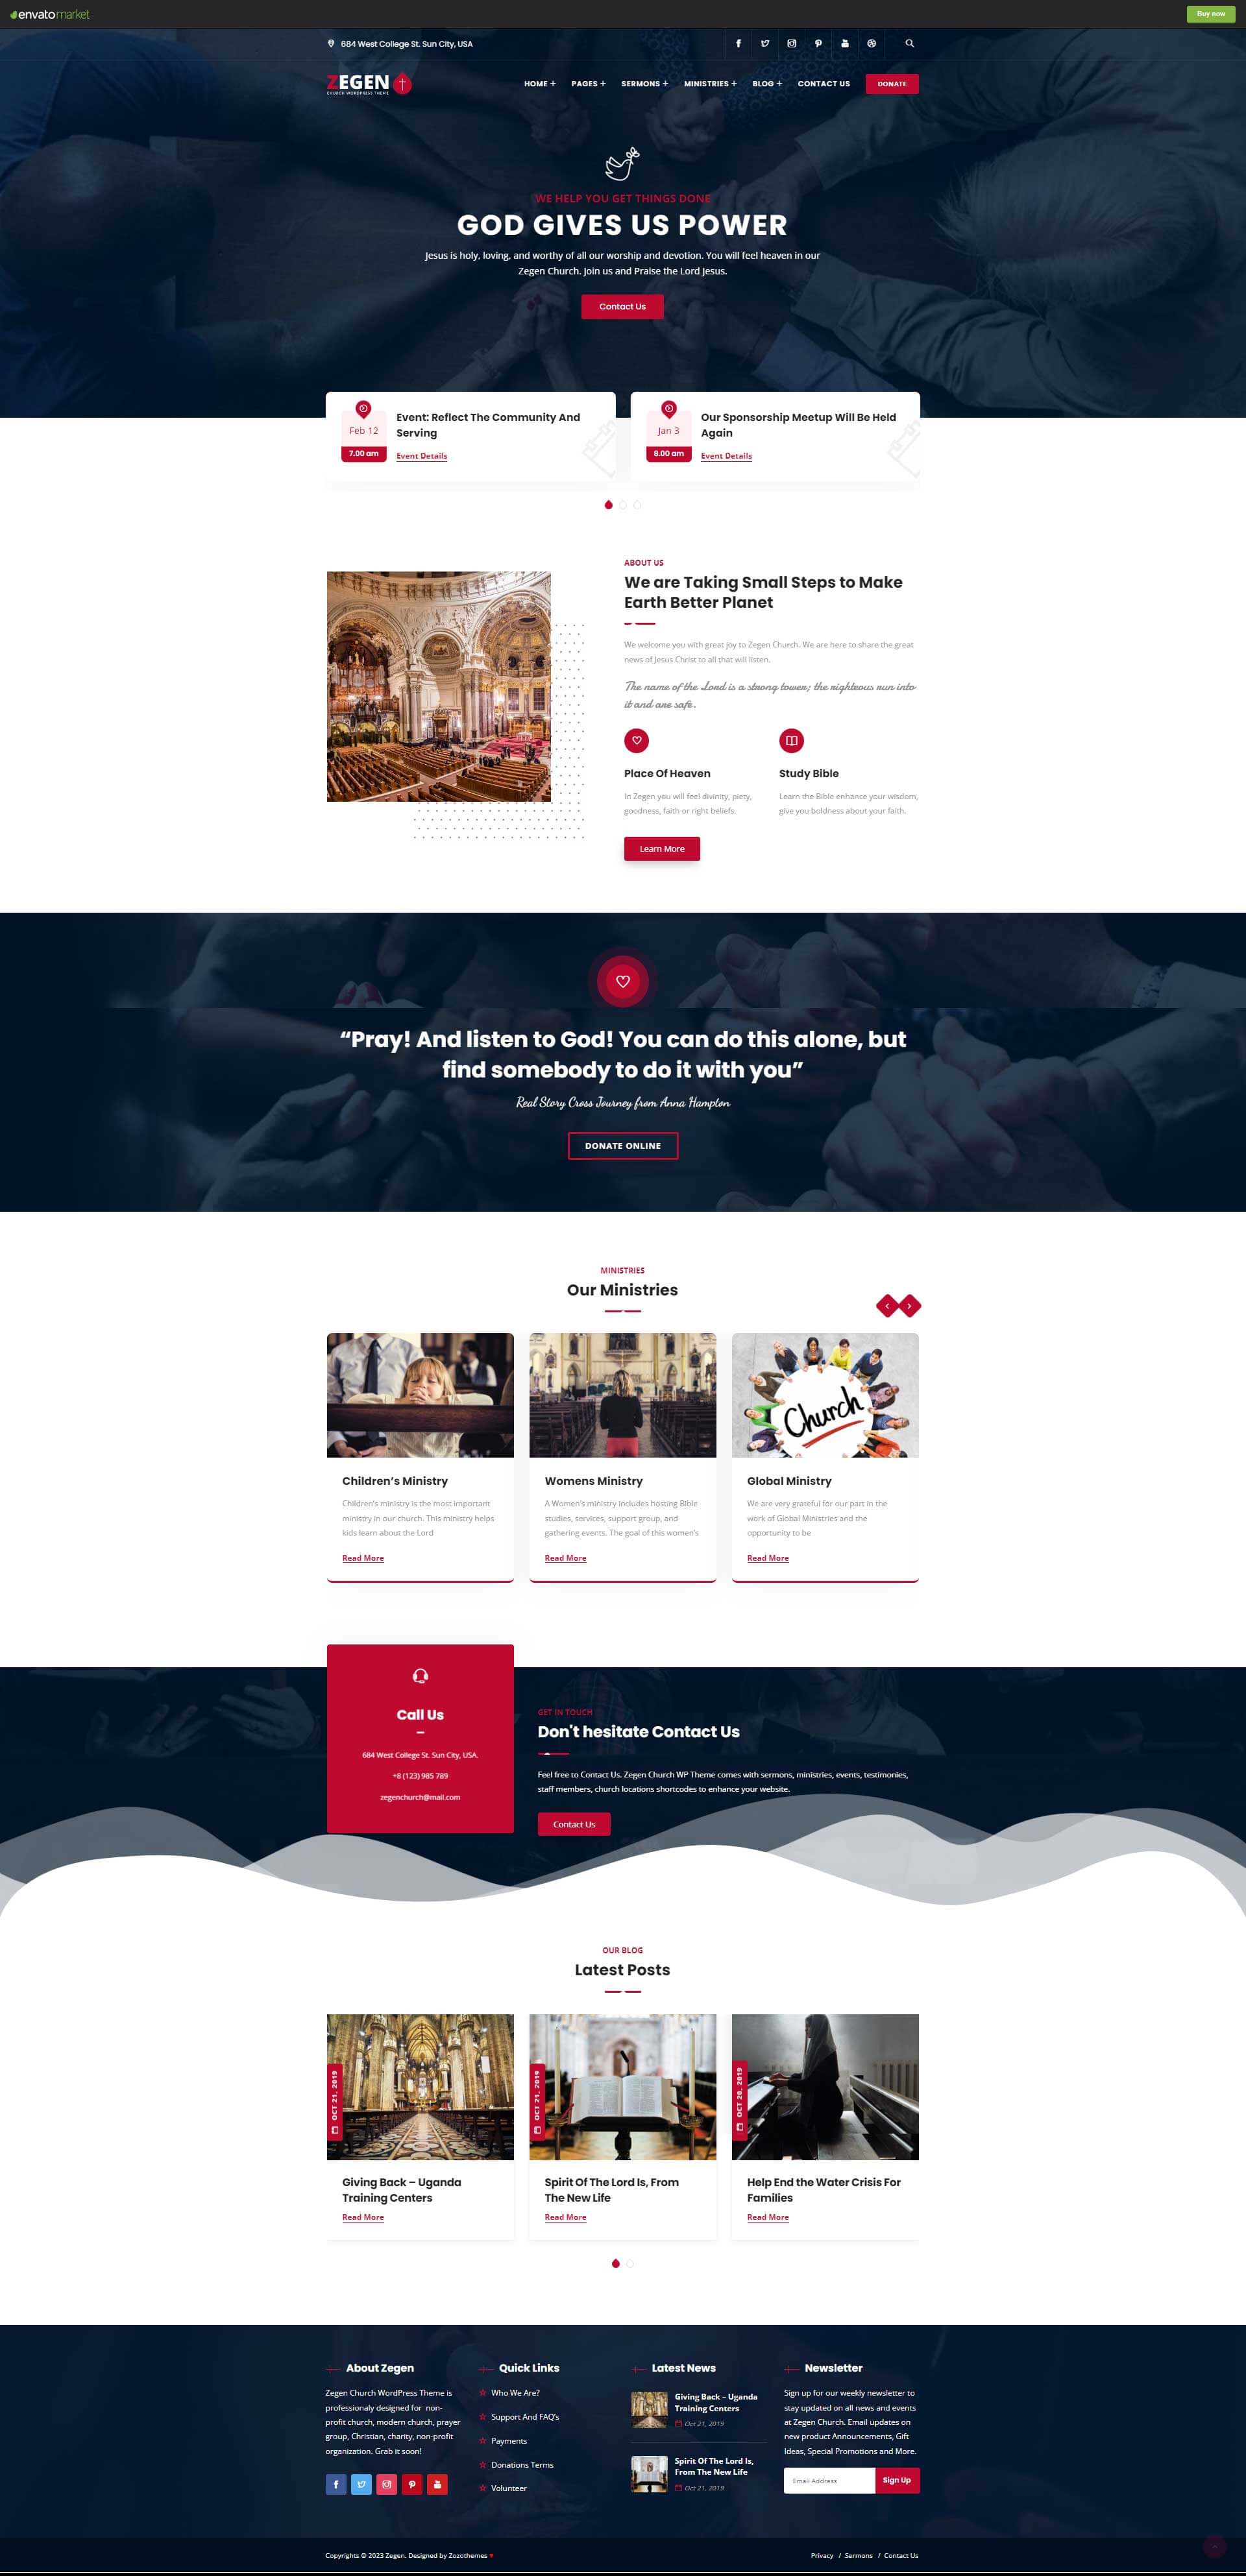 envatomarket
Buy now
684 West College St. Sun City, USA
ZEGEN
CHURCH WORDPRESS THEME
HOME +
PAGES +
SERMONS +
MINISTRIES +
BLOG +
CONTACT US
DONATE
WE HELP YOU GET THINGS DONE
GOD GIVES US POWER
Jesus is holy, loving, and worthy of all our worship and devotion. You will feel heaven in our
Zegen Church. Join us and Praise the Lord Jesus.
Contact Us
Feb 12
7.00 am
Event: Reflect The Community And
Serving
Event Details
Jan 3
8.00 am
Our Sponsorship Meetup Will Be Held
Again
Event Details
ABOUT US
We are Taking Small Steps to Make
Earth Better Planet
We welcome you with great joy to Zegen Church. We are here to share the great
news of Jesus Christ to all that will listen.
The name of the Lord is a strong tower; the righteous run into
it and are safe.
Place Of Heaven
In Zegen you will feel divinity, piety,
goodness, faith or right beliefs.
Study Bible
Learn the Bible enhance your wisdom,
give you boldness about your faith.
Learn More
“Pray! And listen to God! You can do this alone, but
find somebody to do it with you”
Real Story Cross Journey from Anna Hampton
DONATE ONLINE
MINISTRIES
Our Ministries
Church
Children’s Ministry
Children’s ministry is the most important
ministry in our church. This ministry helps
kids learn about the Lord
Read More
Womens Ministry
A Women’s ministry includes hosting Bible
studies, services, support group, and
gathering events. The goal of this women’s
Read More
Global Ministry
We are very grateful for our part in the
work of Global Ministries and the
opportunity to be
Read More
Call Us
684 West College St. Sun City, USA.
+8 (123) 985 789
zegenchurch@mail.com
GET IN TOUCH
Don't hesitate Contact Us
Feel free to Contact Us. Zegen Church WP Theme comes with sermons, ministries, events, testimonies,
staff members, church locations shortcodes to enhance your website.
Contact Us
OUR BLOG
Latest Posts
OCT 21, 2019
Giving Back – Uganda
Training Centers
Read More
OCT 21, 2019
Spirit Of The Lord Is, From
The New Life
Read More
OCT 20, 2019
Help End the Water Crisis For
Families
Read More
About Zegen
Zegen Church WordPress Theme is
professionaly designed for non-
profit church, modern church, prayer
group, Christian, charity, non-profit
organization. Grab it soon!
Quick Links
Who We Are?
Support And FAQ's
Payments
Donations Terms
Volunteer
Latest News
Giving Back – Uganda
Training Centers
Oct 21, 2019
Spirit Of The Lord Is,
From The New Life
Oct 21, 2019
Newsletter
Sign up for our weekly newsletter to
stay updated on all news and events
at Zegen Church. Email updates on
new product Announcements, Gift
Ideas, Special Promotions and More.
Email Address
Sign Up
Copyrights © 2023 Zegen. Designed by Zozothemes ♥
Privacy / Sermons / Contact Us